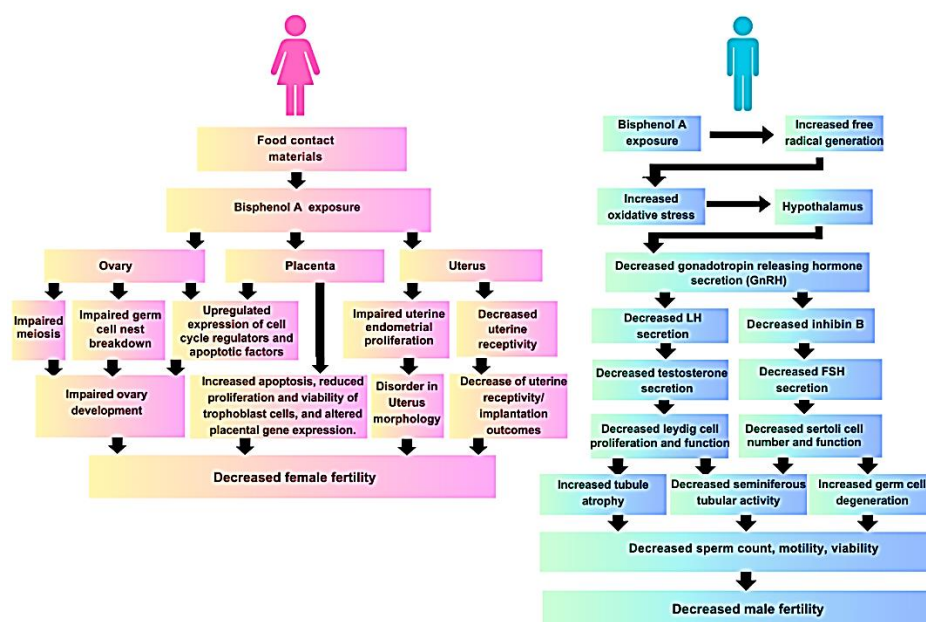 Food contact
materials
Bisphenol A exposure
Ovary
Placenta
Uterus
Impaired
meiosis
Impaired germ
cell nest
breakdown
Upregulated
expression of cell
cycle regulators and
apoptotic factors
Impaired uterine
endometrial
proliferation
Decreased
uterine
receptivity
Impaired ovary
development
Increased apoptosis, reduced
proliferation and viability of
trophoblast cells, and altered
placental gene expression.
Disorder in
Uterus
morphology
Decrease of uterine
receptivity/
implantation
outcomes
Decreased female fertility
Bisphenol A
exposure
Increased free
radical generation
Increased
oxidative stress
Hypothalamus
Decreased gonadotropin releasing hormone
secretion (GnRH)
Decreased LH
secretion
Decreased inhibin B
Decreased testosterone
secretion
Decreased FSH
secretion
Decreased leydig cell
proliferation and function
Decreased sertoli cell
number and function
Increased tubule
atrophy
Decreased seminiferous
tubular activity
Increased germ cell
degeneration
Decreased sperm count, motility, viability
Decreased male fertility